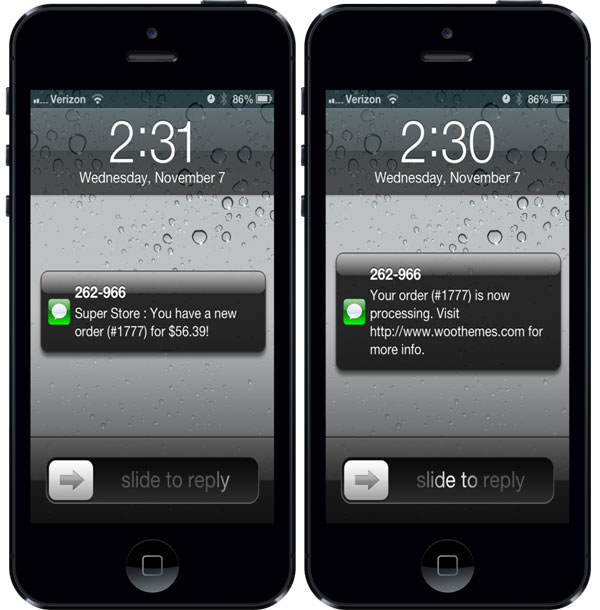 Verizon
86%
2:31
Wednesday, November 7
262-966
Super Store : You have a new
order (#1777) for $56.39!
slide to reply
Verizon
86%
2:30
Wednesday, November 7
262-966
Your order (#1777) is now
processing. Visit
http://www.woothemes.com for
more info.
slide to reply